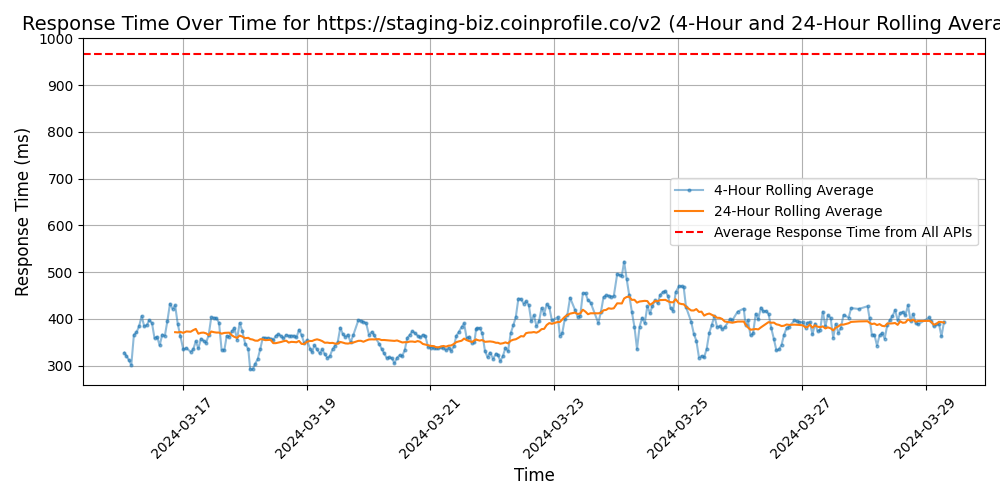 Response Time Over Time for https://staging-biz.coinprofile.co/v2 (4-Hour and 24-Hour Rolling Avera
Response Time (ms)
1000
900
800
700
600
500
400
300
4-Hour Rolling Average
24-Hour Rolling Average
Average Response Time from All APIs
2024-03-17
2024-03-19
2024-03-21
2024-03-23
2024-03-25
2024-03-27
2024-03-29
Time